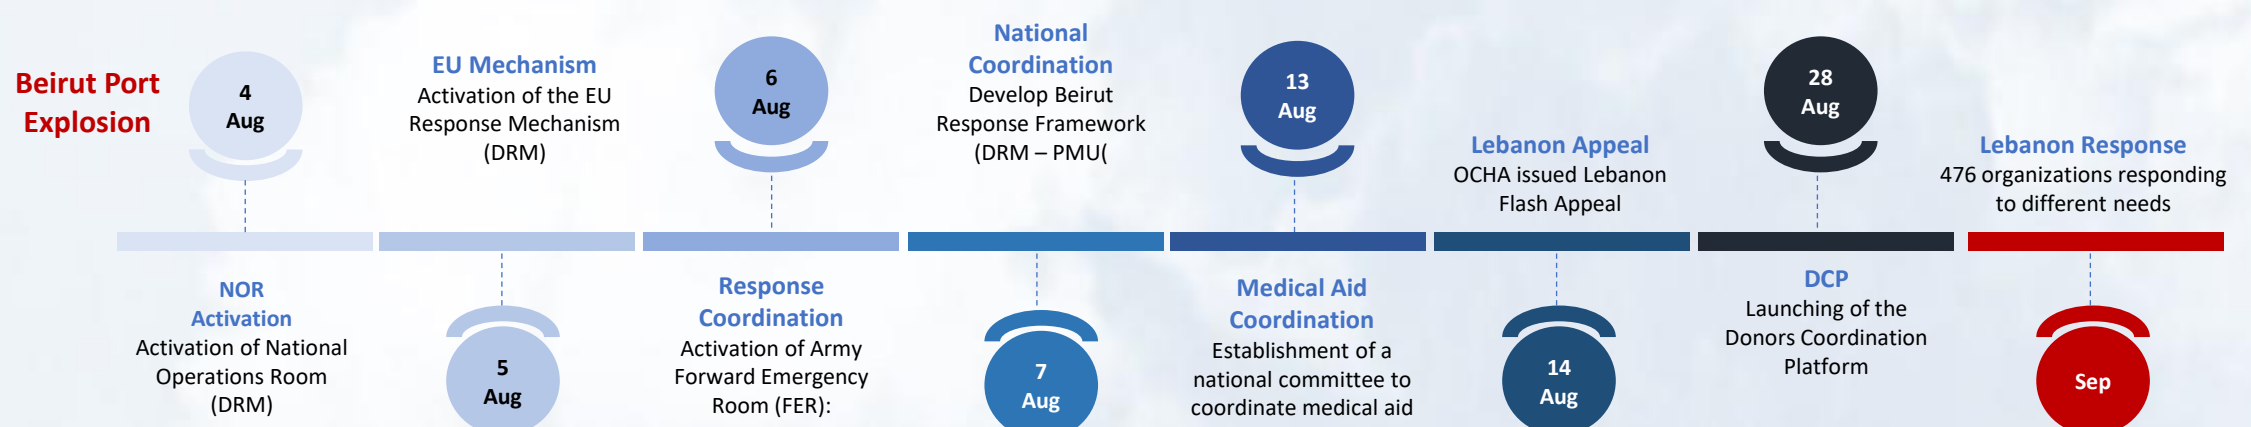 Beirut Port
Explosion
4
Aug
NOR
Activation
Activation of National
Operations Room
(DRM)
EU Mechanism
Activation of the EU
Response Mechanism
(DRM)
5
Aug
6
Aug
Response
Coordination
Activation of Army
Forward Emergency
Room (FER):
National
Coordination
Develop Beirut
Response Framework
(DRM – PMU(
7
Aug
13
Aug
Medical Aid
Coordination
Establishment of a
national committee to
coordinate medical aid
Lebanon Appeal
OCHA issued Lebanon
Flash Appeal
14
Aug
28
Aug
DCP
Launching of the
Donors Coordination
Platform
Lebanon Response
476 organizations responding
to different needs
Sep